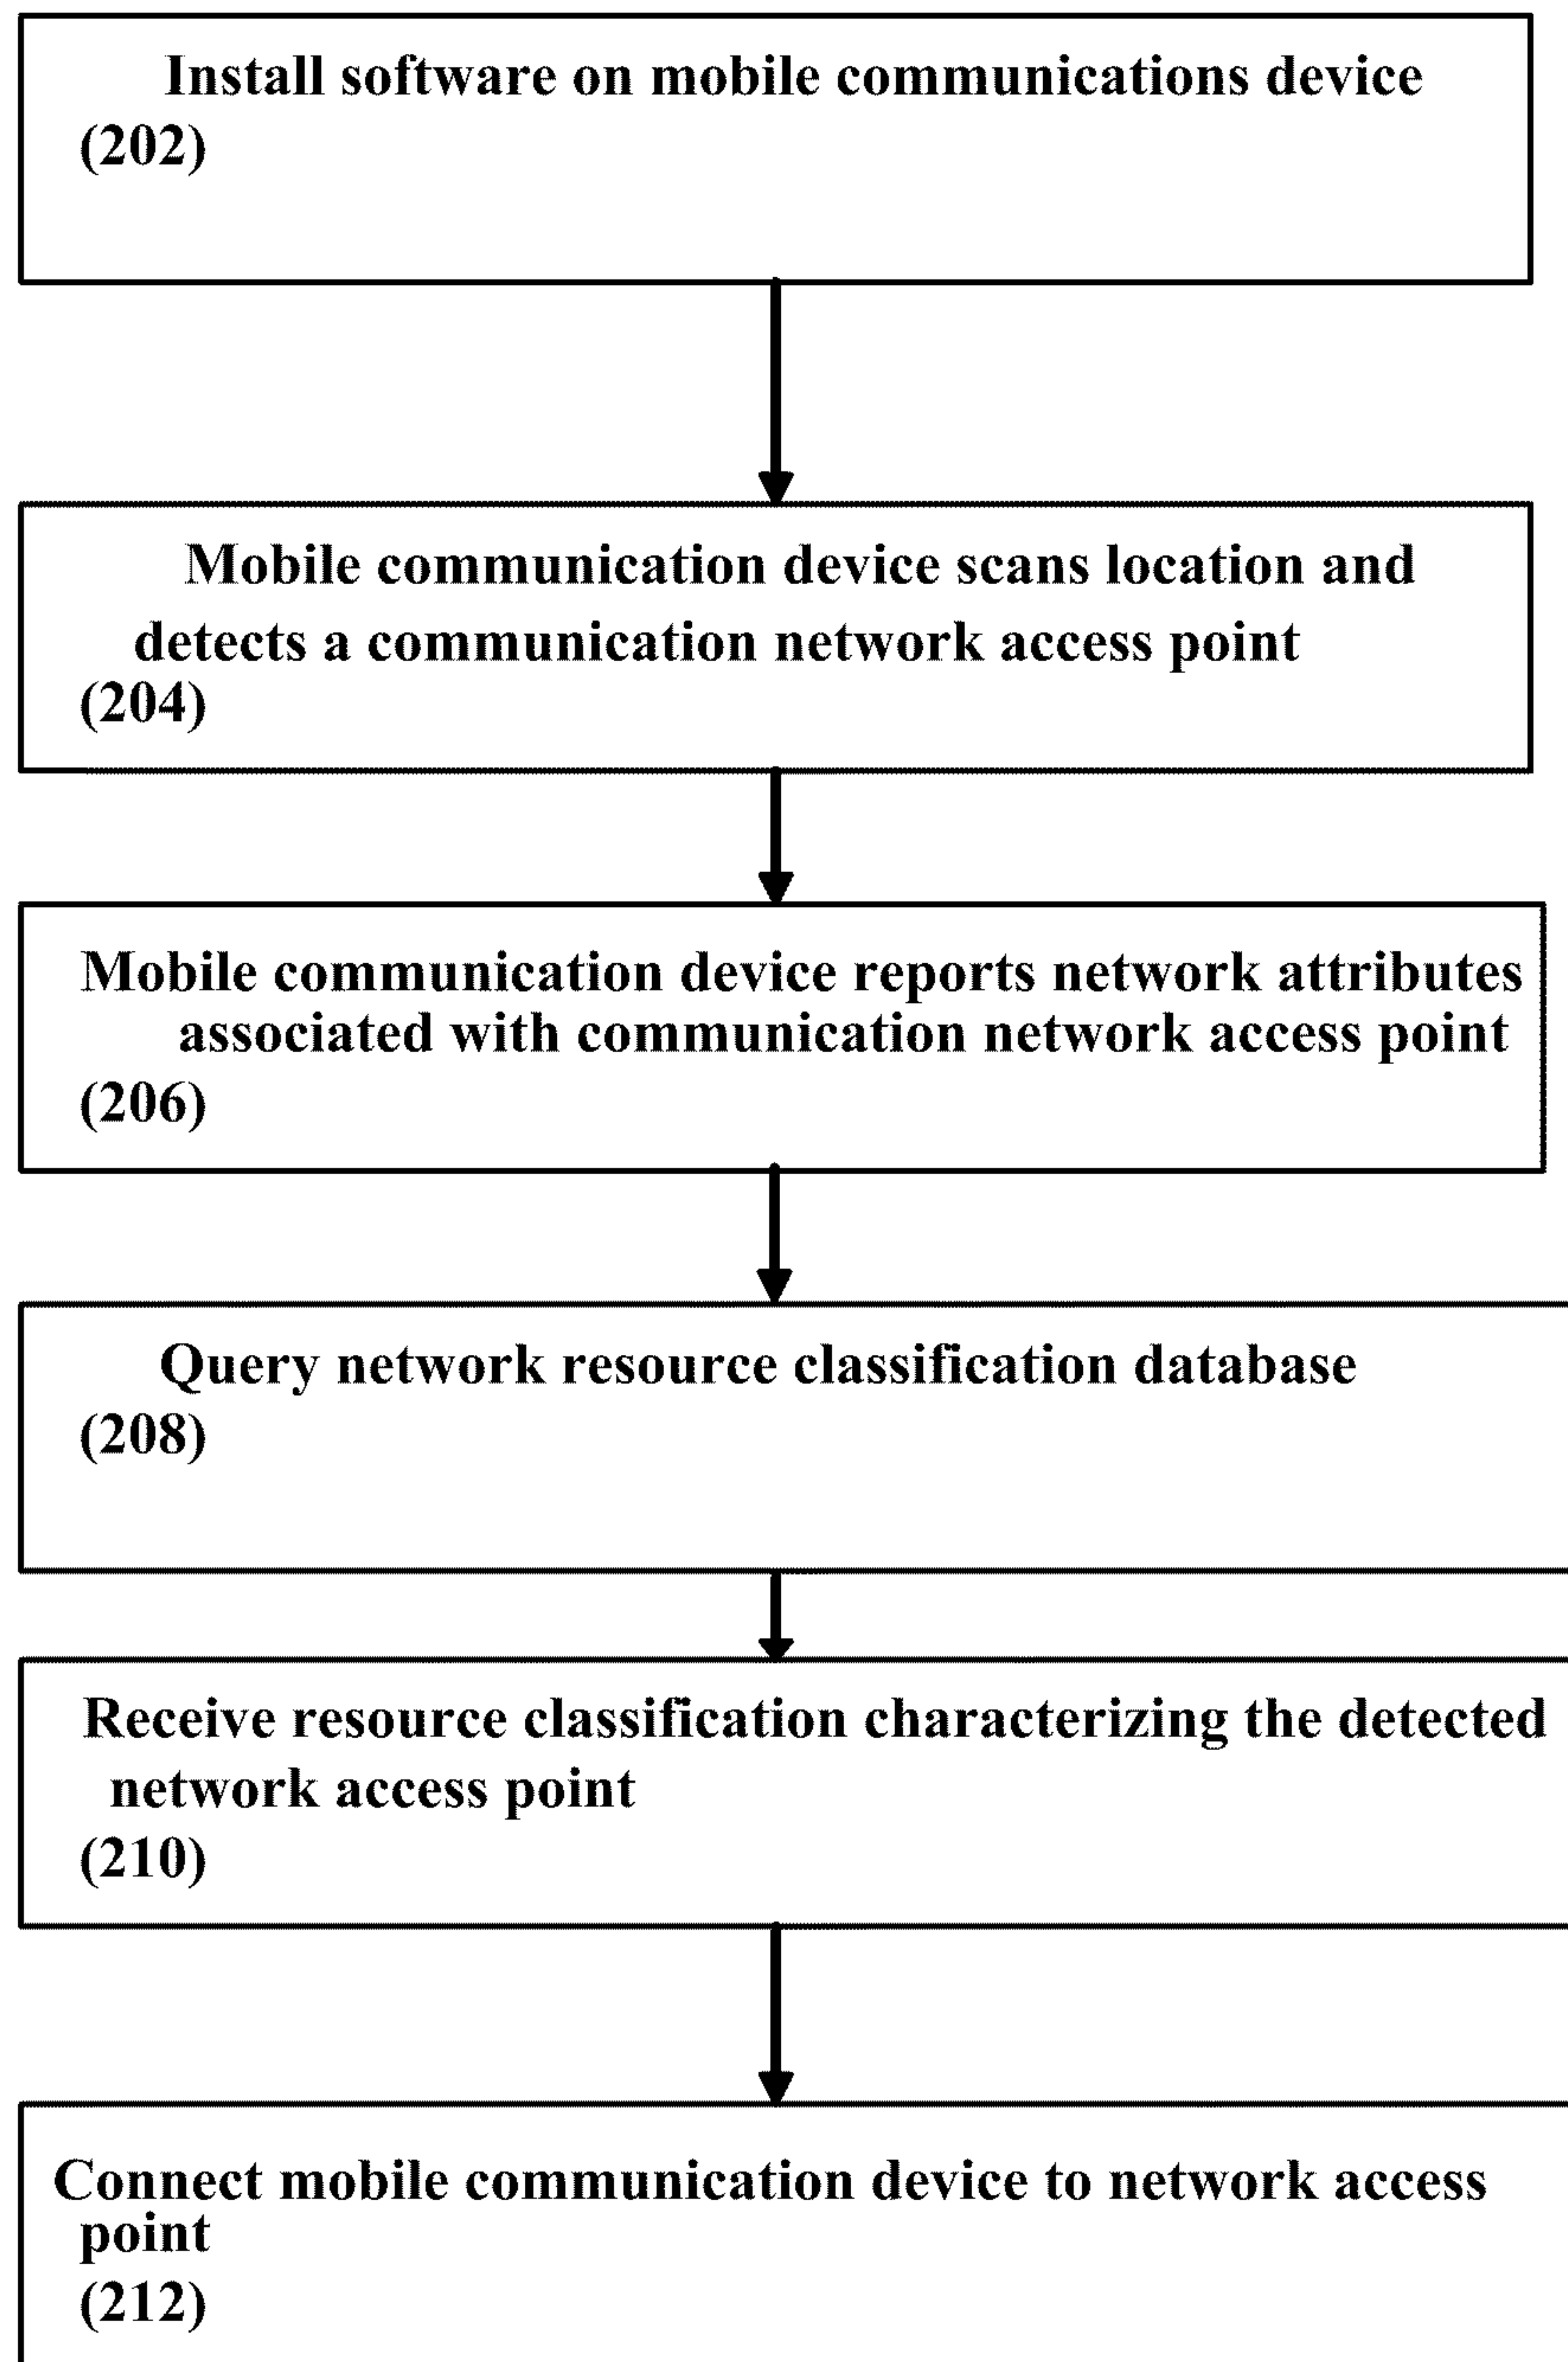 Install software on mobile communications device
(202)
Mobile communication device scans location and
detects a communication network access point
(204)
Mobile communication device reports network attributes
associated with communication network access point
(206)
Query network resource classification database
(208)
Receive resource classification characterizing the detected
network access point
(210)
Connect mobile communication device to network access
point
(212)